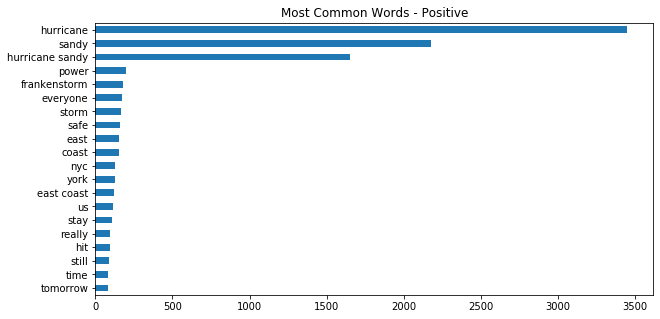 Most Common Words - Positive
hurricane
sandy
hurricane sandy
power
frankenstorm
everyone
storm
safe
east
coast
nyc
york
east coast
us
stay
really
hit
still
time
tomorrow
0 500 1000 1500 2000 2500 3000 3500